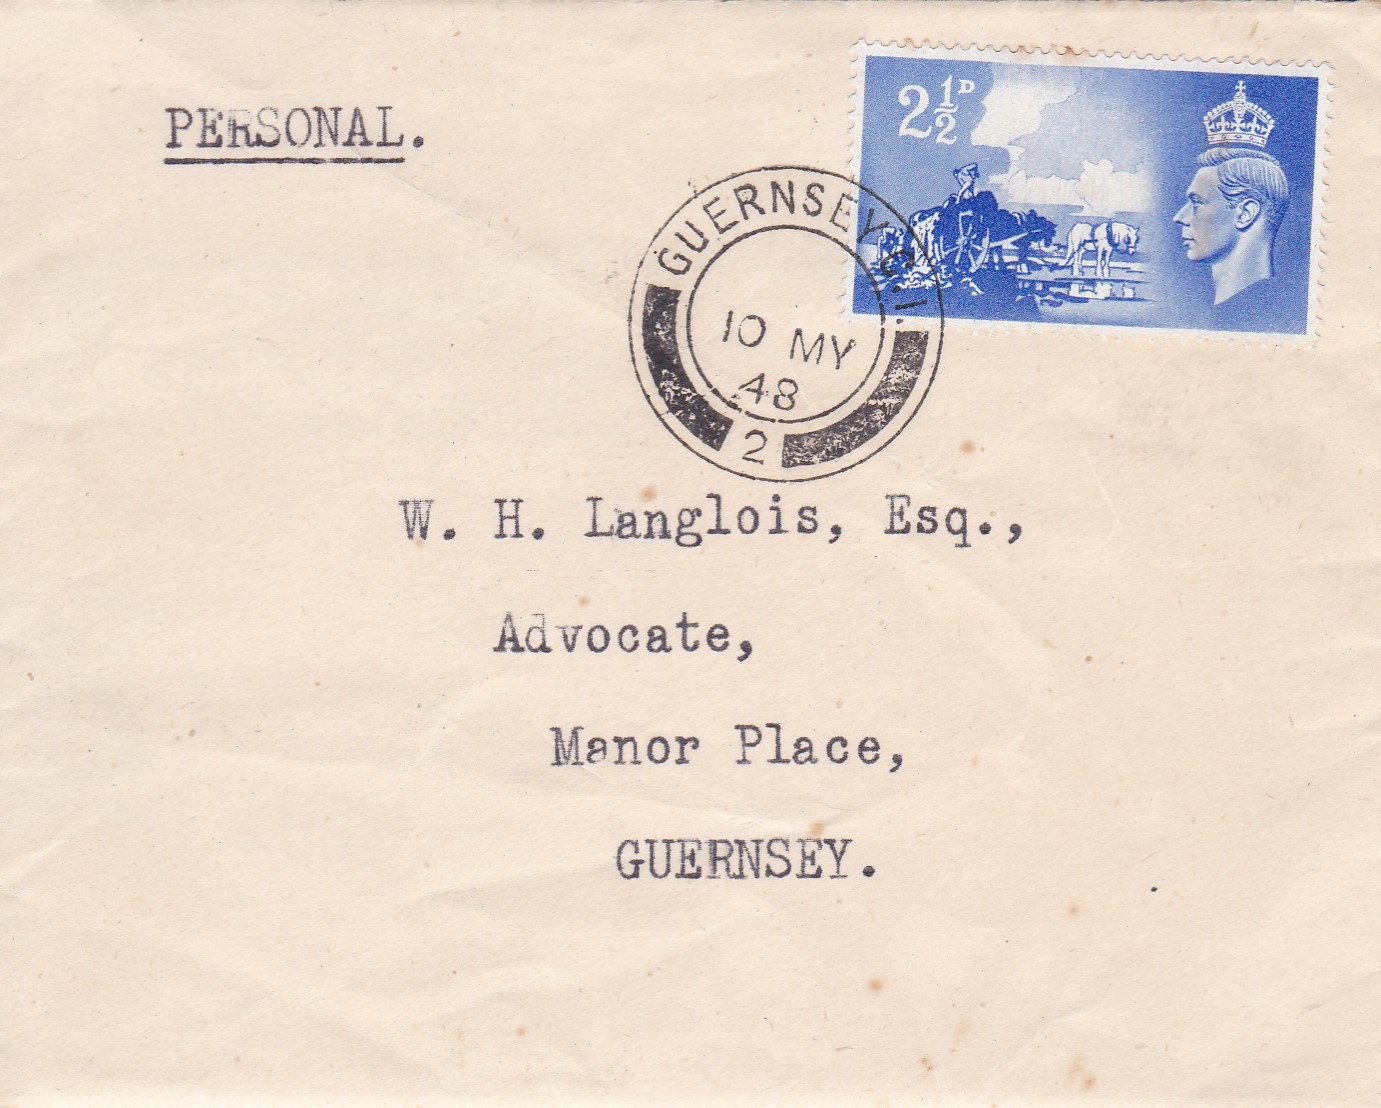 PERSONAL.
2½D
GUERNSEY C.I.
10 MY
48
2
W. H. Langlois, Esq.,
Advocate,
Manor Place,
GUERNSEY.